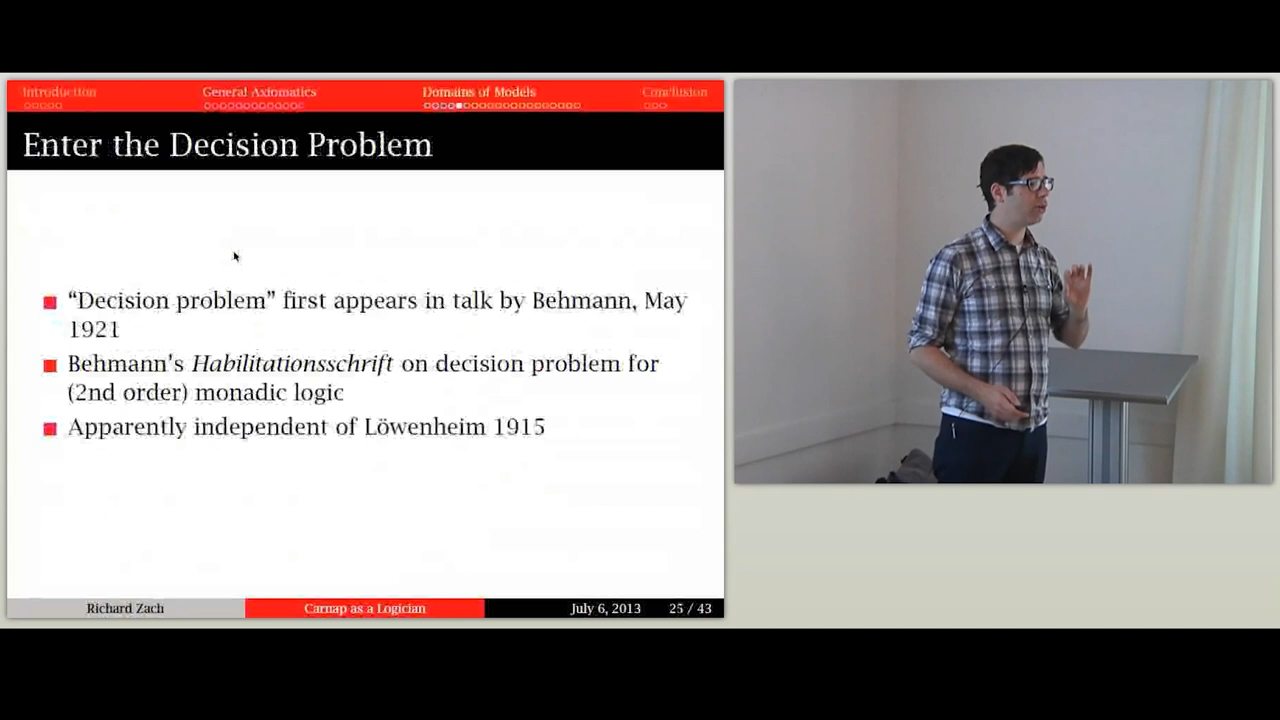 Introduction General Axiomatics Domains of Models Conclusion
Enter the Decision Problem
“Decision problem” first appears in talk by Behmann, May
1921
Behmann’s Habilitationsschrift on decision problem for
(2nd order) monadic logic
Apparently independent of Löwenheim 1915
Richard Zach Carnap as a Logician July 6, 2013 25 / 43